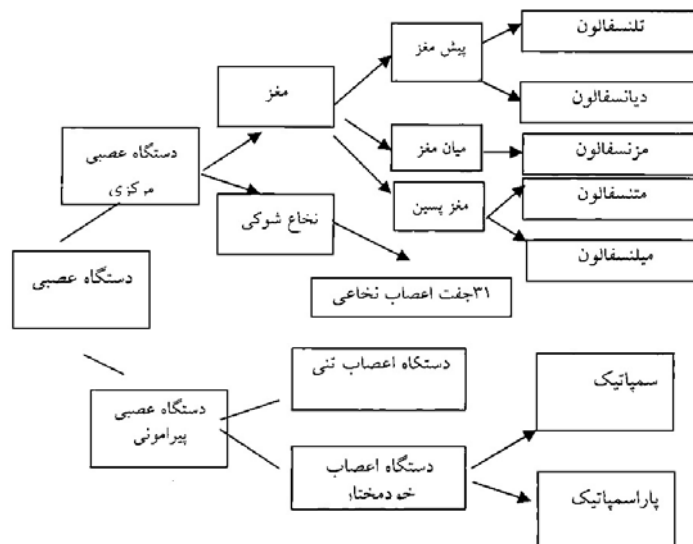 تلنسفالون
پیش مغز
مغز
دیانسفالون
دستگاه عصبی
مرکزی
میان مغز
مزنسفالون
مغز پسین
متنسفالون
نخاع شوکی
میلنسفالون
دستگاه عصبی
۳۱جفت اعصاب نخاعی
دستگاه اعصاب تنی
سمپاتیک
دستگاه عصبی
پیرامونی
دستگاه اعصاب
خودمختار
پاراسمپاتیک